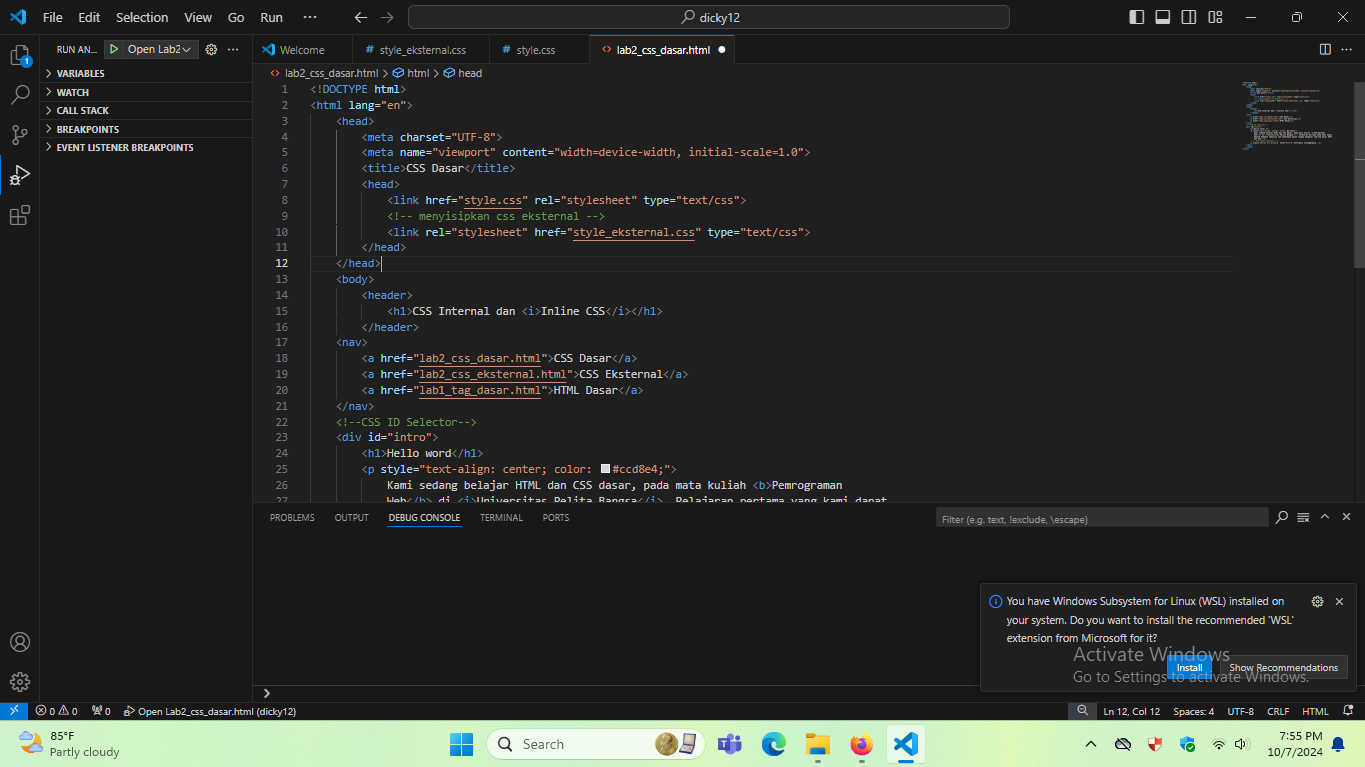 File Edit Selection View Go Run ··· dicky12
RUN AN... Open Lab2 ···
Welcome # style_eksternal.css # style.css <> lab2_css_dasar.html ●
<> lab2_css_dasar.html > html > head
VARIABLES
WATCH
CALL STACK
BREAKPOINTS
EVENT LISTENER BREAKPOINTS
1
1 <!DOCTYPE html>
2 <html lang="en">
3 <head>
4 <meta charset="UTF-8">
5 <meta name="viewport" content="width=device-width, initial-scale=1.0">
6 <title>CSS Dasar</title>
7 <head>
8 <link href="style.css" rel="stylesheet" type="text/css">
9 <!-- menyisipkan css eksternal -->
10 <link rel="stylesheet" href="style_eksternal.css" type="text/css">
11 </head>
12 </head>
13 <body>
14 <header>
15 <h1>CSS Internal dan <i>Inline CSS</i></h1>
16 </header>
17 <nav>
18 <a href="lab2_css_dasar.html">CSS Dasar</a>
19 <a href="lab2_css_eksternal.html">CSS Eksternal</a>
20 <a href="lab1_tag_dasar.html">HTML Dasar</a>
21 </nav>
22 <!--CSS ID Selector-->
23 <div id="intro">
24 <h1>Hello word</h1>
25 <p style="text-align: center; color: #ccd8e4;">
26 Kami sedang belajar HTML dan CSS dasar, pada mata kuliah <b>Pemrograman
27 Web</b> di <i>Universitas Pelita Bangsa</i>. Pelajaran pertama yang kami dapat
PROBLEMS OUTPUT DEBUG CONSOLE TERMINAL PORTS Filter (e.g. text, !exclude, \escape)
You have Windows Subsystem for Linux (WSL) installed on
your system. Do you want to install the recommended 'WSL'
extension from Microsoft for it?
Install Show Recommendations
Activate Windows
Go to Settings to activate Windows.
0 0 0 Open Lab2_css_dasar.html (dicky12) Ln 12, Col 12 Spaces: 4 UTF-8 CRLF HTML
85°F
Partly cloudy
Search
7:55 PM
10/7/2024